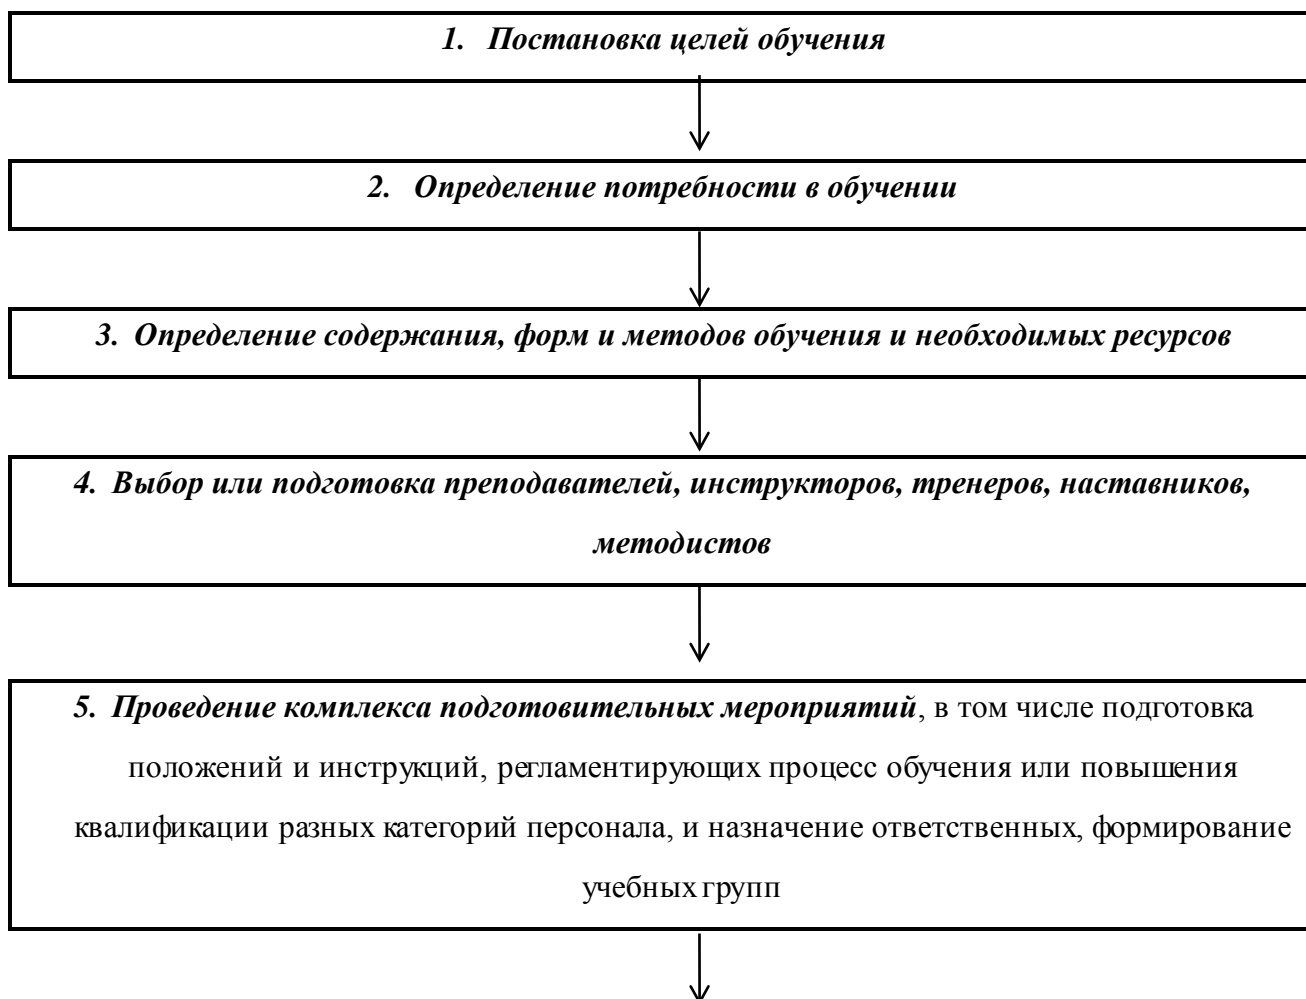 1. Постановка целей обучения
2. Определение потребности в обучении
3. Определение содержания, форм и методов обучения и необходимых ресурсов
4. Выбор или подготовка преподавателей, инструкторов, тренеров, наставников,
методистов
5. Проведение комплекса подготовительных мероприятий, в том числе подготовка
положений и инструкций, регламентирующих процесс обучения или повышения
квалификации разных категорий персонала, и назначение ответственных, формирование
учебных групп